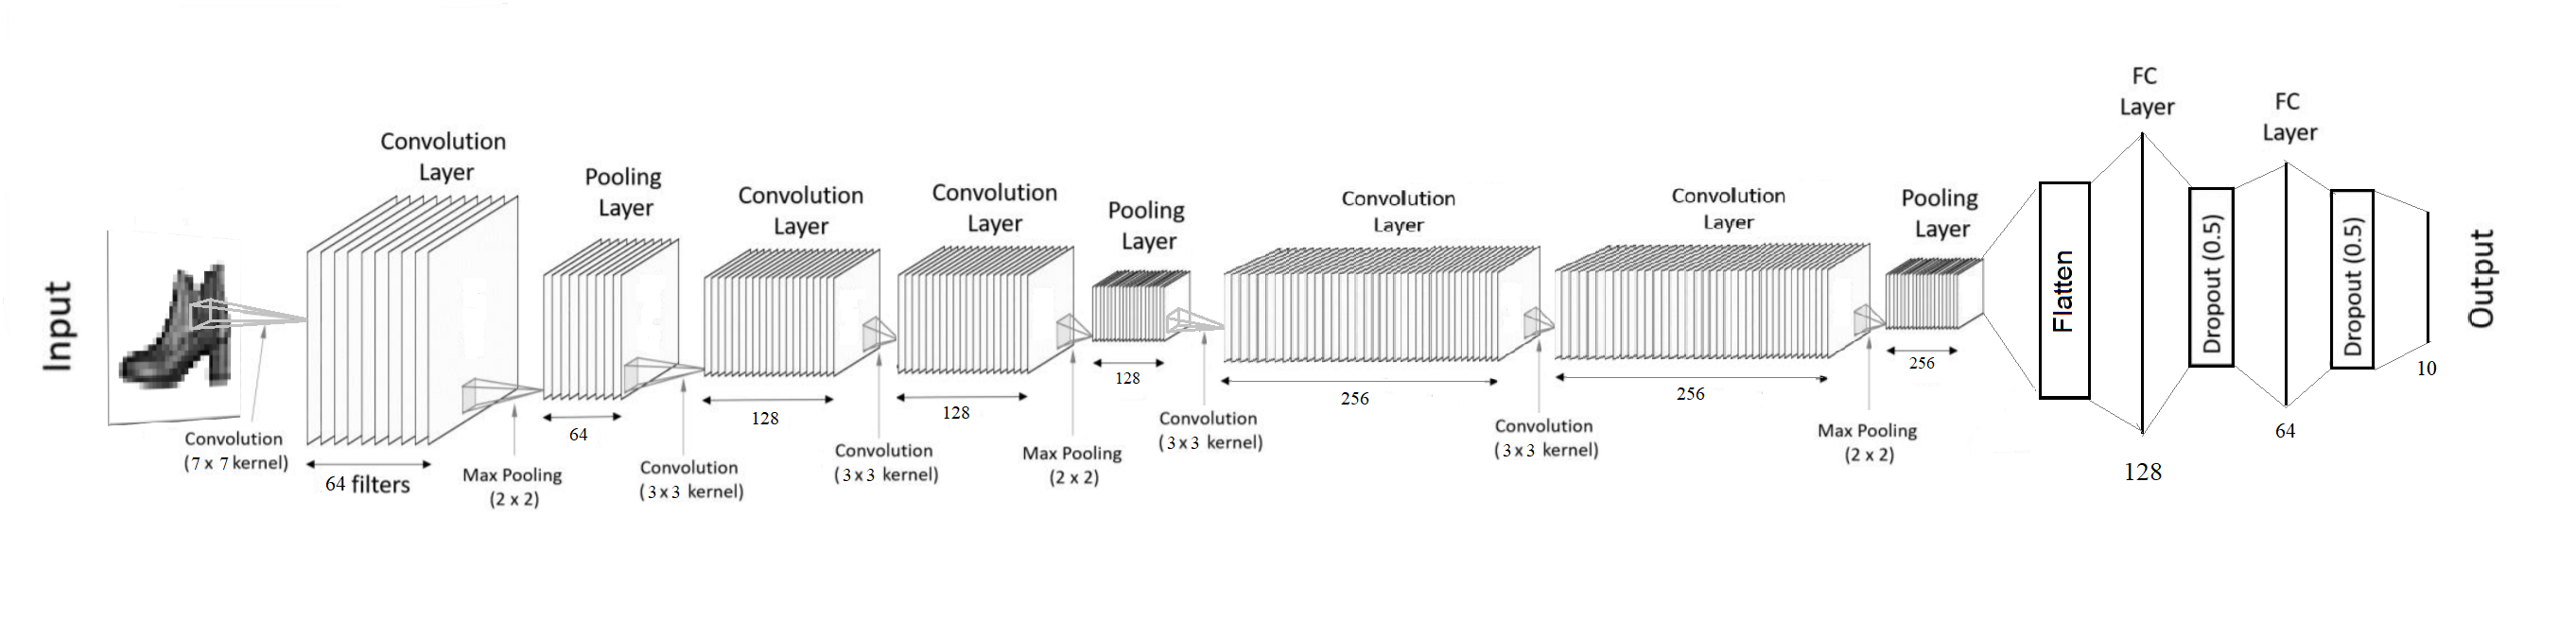 Input
Convolution
(7 x 7 kernel)
Convolution
Layer
64 filters
Max Pooling
(2 x 2)
Pooling
Layer
64
Convolution
(3 x 3 kernel)
Convolution
Layer
128
Convolution
(3 x 3 kernel)
Convolution
Layer
128
Max Pooling
(2 x 2)
Pooling
Layer
128
Convolution
(3 x 3 kernel)
Convolution
Layer
256
Convolution
(3 x 3 kernel)
Convolution
Layer
256
Max Pooling
(2 x 2)
Pooling
Layer
256
Flatten
FC
Layer
128
Dropout (0.5)
FC
Layer
64
Dropout (0.5)
10
Output